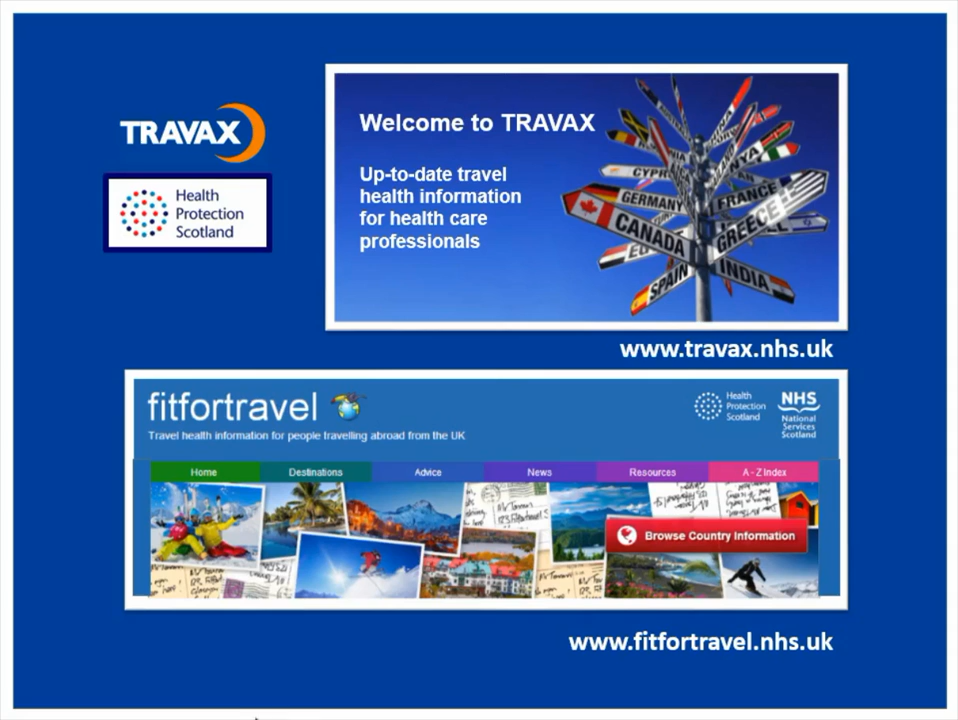 TRAVAX
Health
Protection
Scotland
Welcome to TRAVAX
Up-to-date travel
health information
for health care
professionals
CYPR
KENYA
GERMANY
FRANCE
CANADA
GREECE
SPAIN
INDIA
www.travax.nhs.uk
fitfortravel
Travel health information for people travelling abroad from the UK
Health
Protection
Scotland
NHS
National
Services
Scotland
Home
Destinations
Advice
News
Resources
A - Z Index
Browse Country Information
www.fitfortravel.nhs.uk